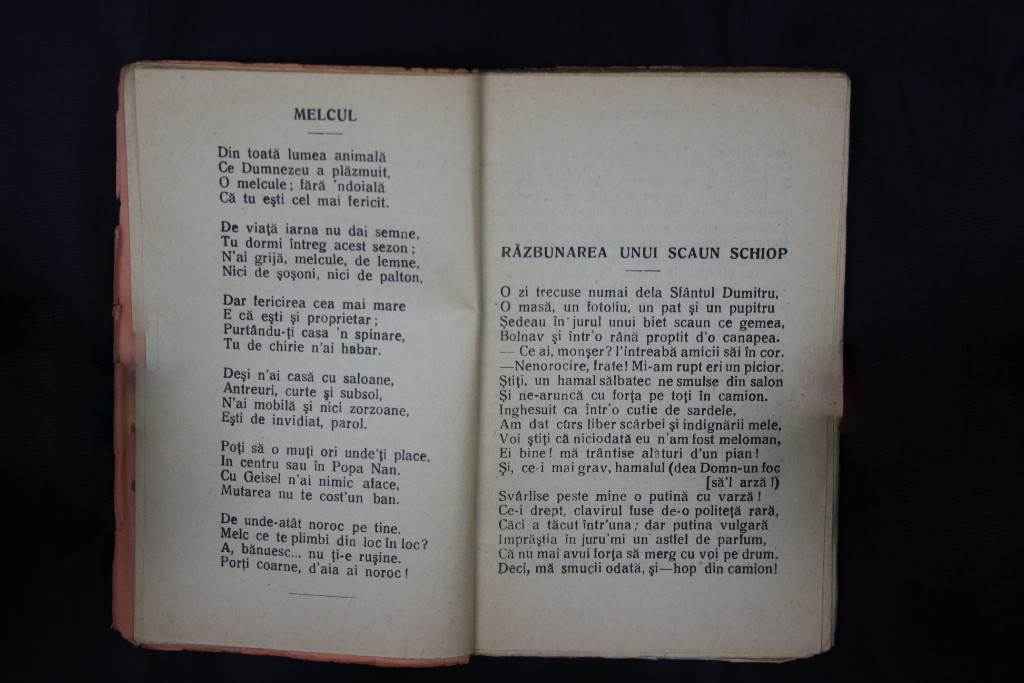 MELCUL
Din toată lumea animală
Ce Dumnezeu a plăzmuit,
O melcule; fără 'ndoială
Că tu eşti cel mai fericit.
De viaţă iarna nu dai semne,
Tu dormi întreg acest sezon;
N'ai grijă, melcule, de lemne,
Nici de şoşoni, nici de palton,
Dar fericirea cea mai mare
E că eşti şi proprietar;
Purtându-ţi casa 'n spinare,
Tu de chirie n'ai habar.
Deşi n'ai casă cu saloane,
Antreuri, curte şi subsol,
N'ai mobilă şi nici zorzoane,
Eşti de invidiat, parol.
Poţi să o muţi ori unde'ţi place,
In centru sau în Popa Nan.
Cu Geisel n'ai nimic aface,
Mutarea nu te cost'un ban.
De unde-atât noroc pe tine.
Melc ce te plimbi din loc în loc?
A, bănuesc... nu ţi-e ruşine.
Porţi coarne, d'aia ai noroc!
RĂZBUNAREA UNUI SCAUN SCHIOP
O zi trecuse numai dela Sfântul Dumitru,
O masă, un fotoliu, un pat şi un pupitru
Şedeau în jurul unui biet scaun ce gemea,
Bolnav şi într'o rână proptit d'o canapea.
— Ce ai, monşer? l'întreabă amicii săi în cor.
—Nenorocire, frate! Mi-am rupt eri un picior.
Ştiţi, un hamal sălbatec ne smulse din salon
Şi ne-aruncă cu forţa pe toţi în camion.
Inghesuit ca într'o cutie de sardele,
Am dat curs liber scârbei şi indignării mele,
Voi ştiţi că niciodată eu n'am fost meloman,
Ei bine! mă trântise alături d'un pian!
Şi, ce-i mai grav, hamalul (dea Domn-un foc
[să'l arză!)
Svârlise peste mine o putină cu varză!
Ce-i drept, clavirul fuse de-o politeţă rară,
Căci a tăcut într'una; dar putina vulgară
Imprăştia în juru'mi un astfel de parfum,
Că nu mai avui forţa să merg cu voi pe drum.
Deci, mă smucii odată, şi—hop din camion!